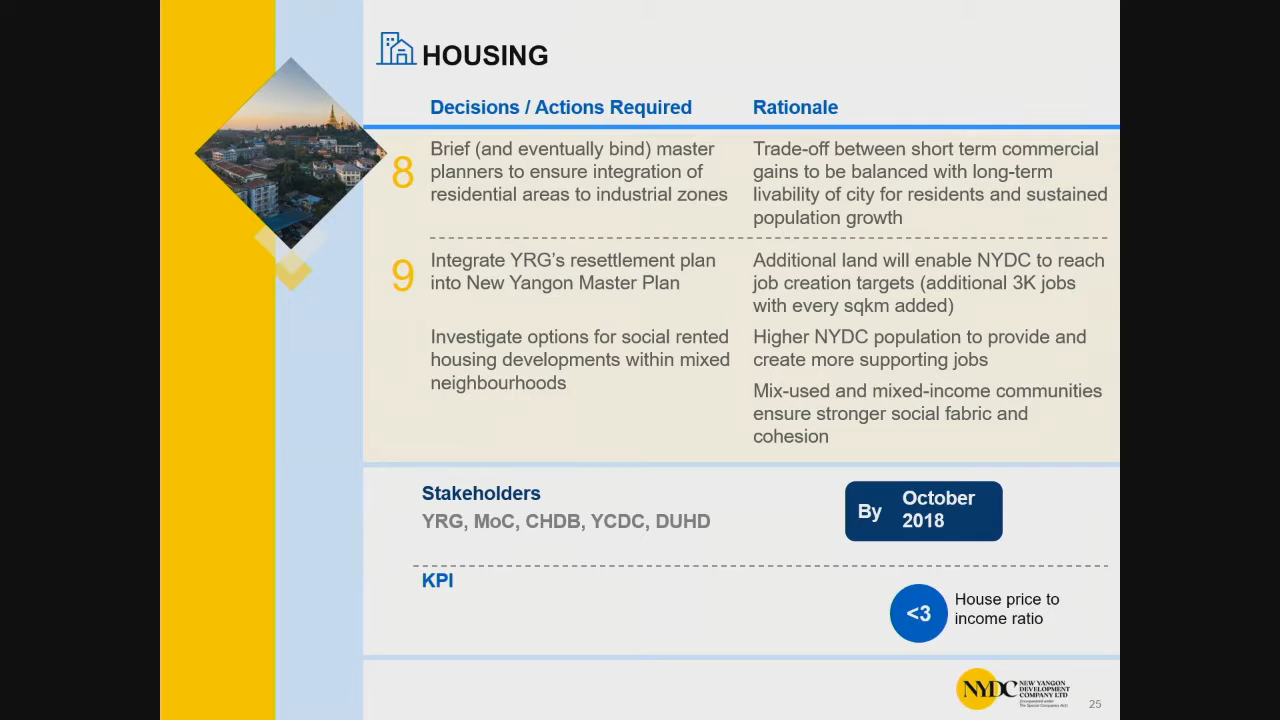 HOUSING
Decisions / Actions Required
Rationale
8
Brief (and eventually bind) master
planners to ensure integration of
residential areas to industrial zones
Trade-off between short term commercial
gains to be balanced with long-term
livability of city for residents and sustained
population growth
9
Integrate YRG’s resettlement plan
into New Yangon Master Plan
Additional land will enable NYDC to reach
job creation targets (additional 3K jobs
with every sqkm added)
Investigate options for social rented
housing developments within mixed
neighbourhoods
Higher NYDC population to provide and
create more supporting jobs
Mix-used and mixed-income communities
ensure stronger social fabric and
cohesion
Stakeholders
YRG, MoC, CHDB, YCDC, DUHD
By
October
2018
KPI
<3
House price to
income ratio
NYDC
NEW YANGON
DEVELOPMENT
COMPANY LTD
25